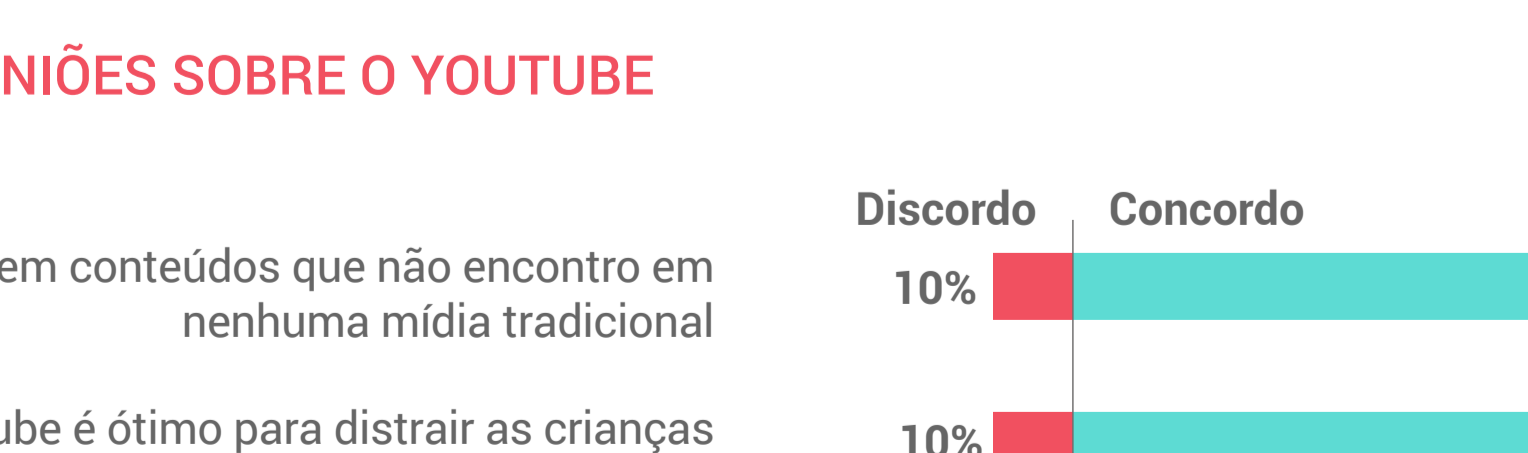 NIÕES SOBRE O YOUTUBE
Discordo Concordo
em conteúdos que não encontro em
nenhuma mídia tradicional
10%
ube é ótimo para distrair as crianças
10%